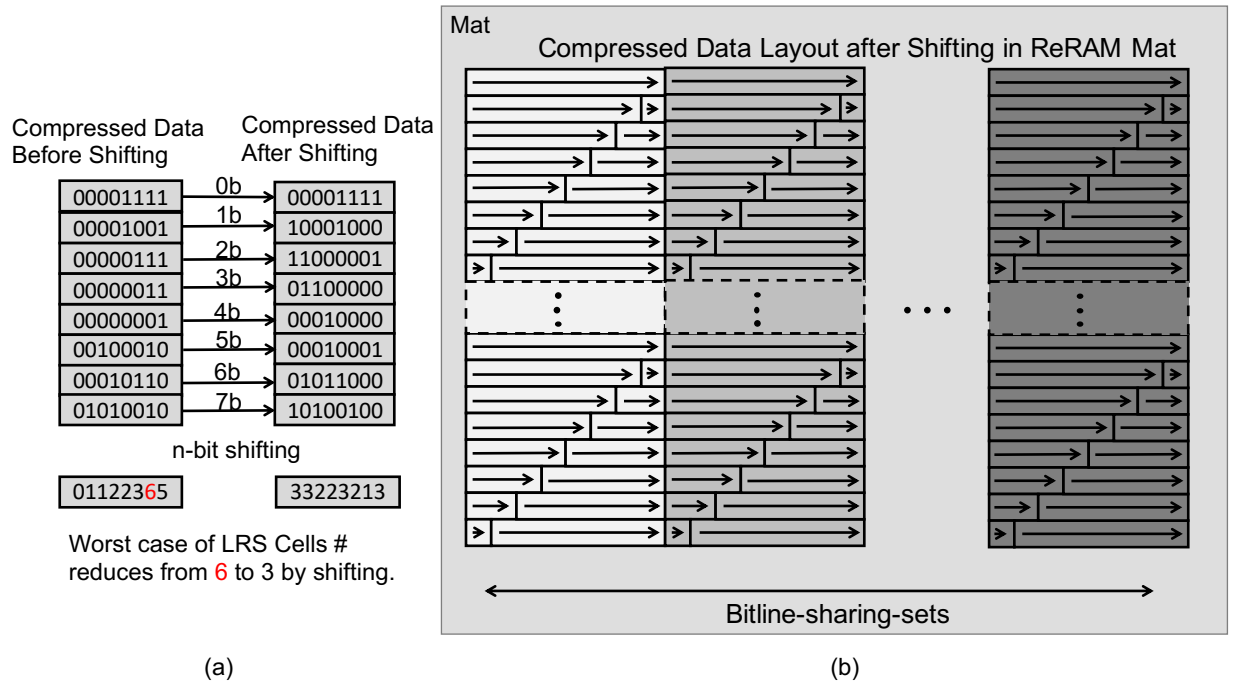 Mat
Compressed Data Layout after Shifting in ReRAM Mat
Compressed Data
Before Shifting
Compressed Data
After Shifting
00001111 0b 00001111
00001001 1b 10001000
00000111 2b 11000001
00000011 3b 01100000
00000001 4b 00010000
00100010 5b 00010001
00010110 6b 01011000
01010010 7b 10100100
n-bit shifting
01122365 33223213
Worst case of LRS Cells #
reduces from 6 to 3 by shifting.
Bitline-sharing-sets
(a)
(b)